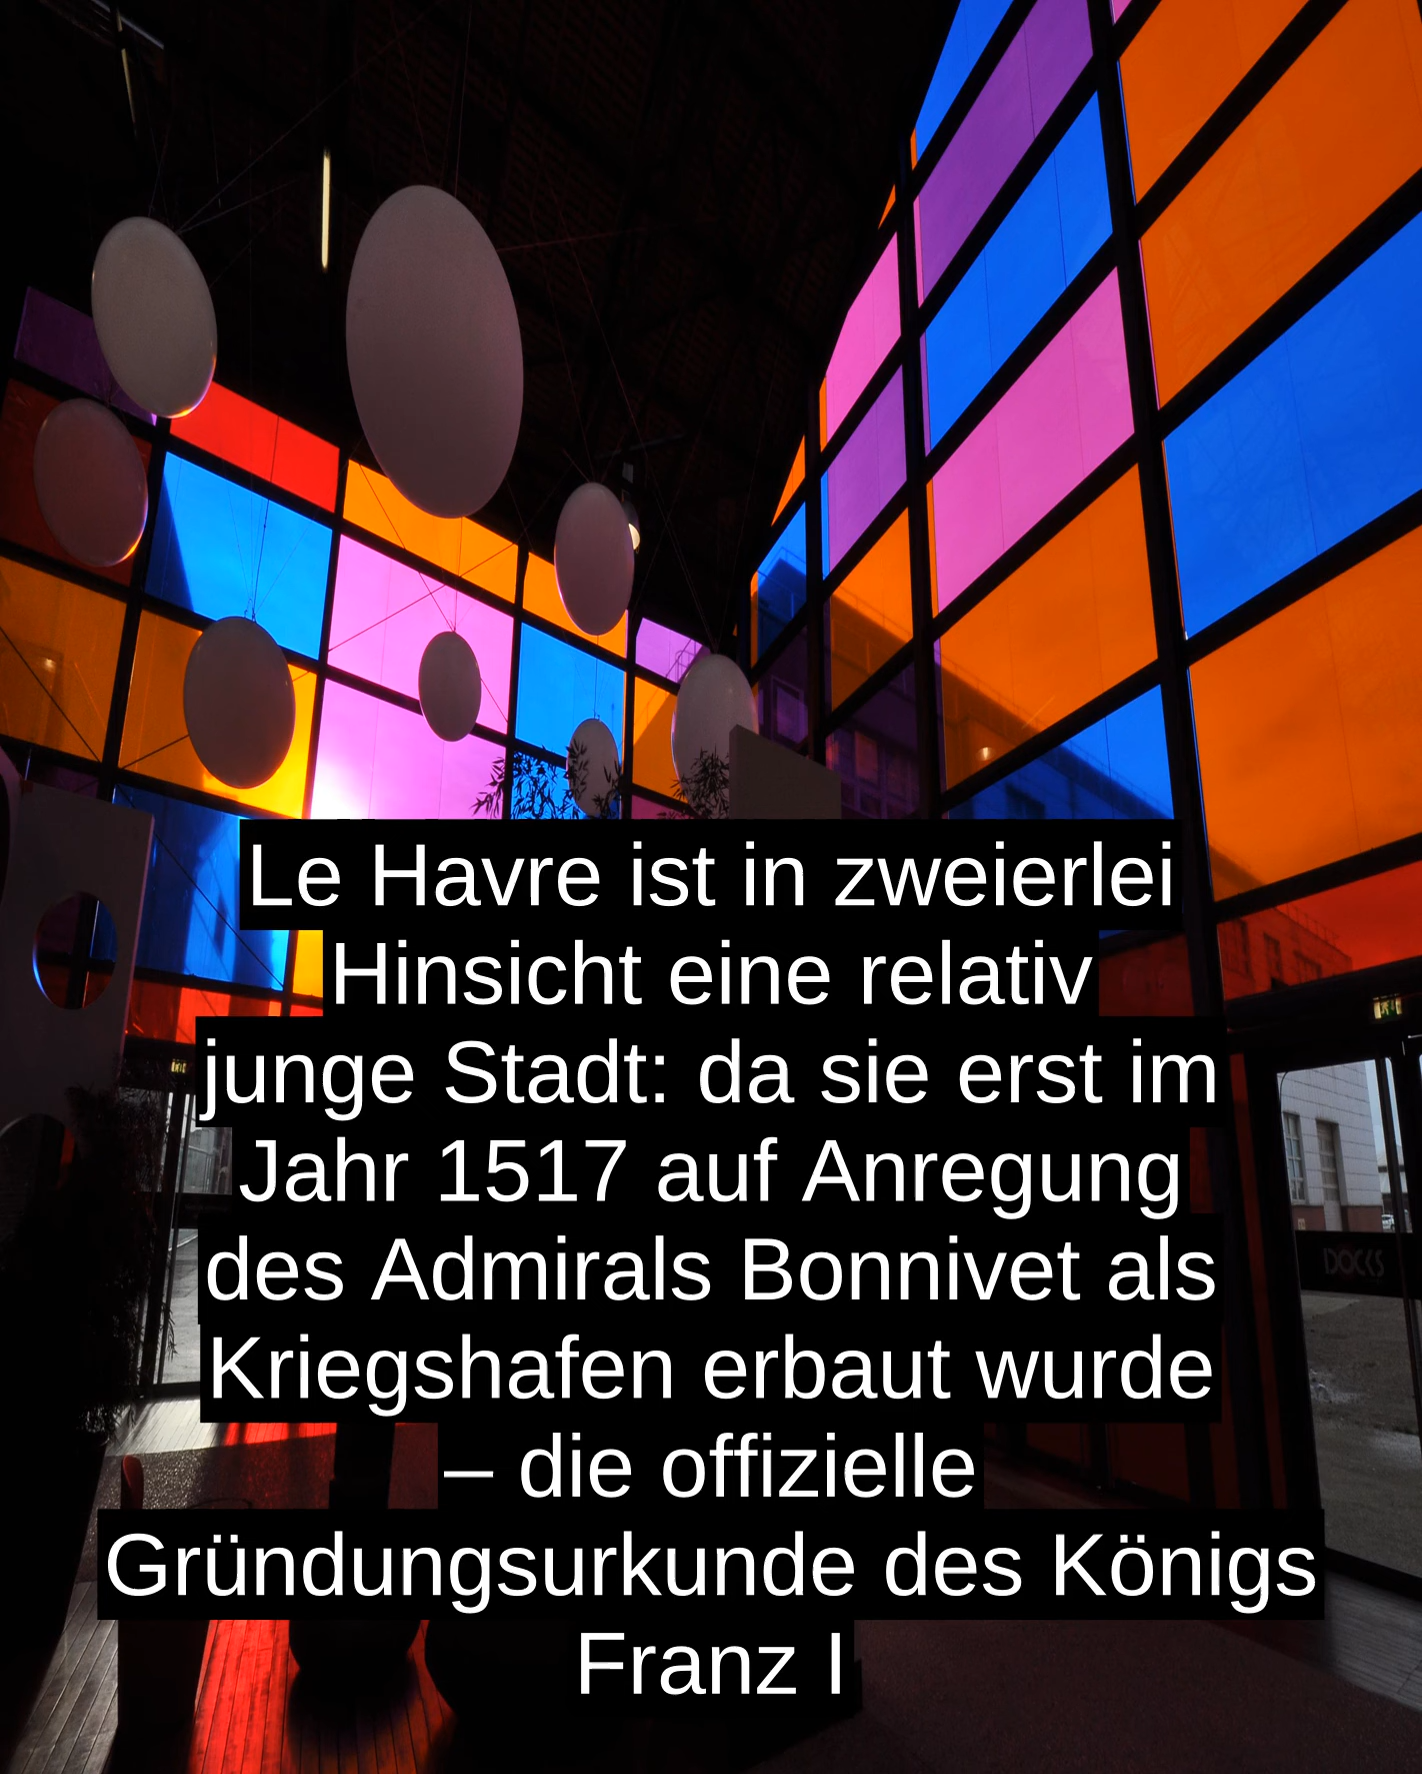 Le Havre ist in zweierlei
Hinsicht eine relativ
junge Stadt: da sie erst im
Jahr 1517 auf Anregung
des Admirals Bonnivet als
Kriegshafen erbaut wurde
– die offizielle
Gründungsurkunde des Königs
Franz I
DOCKS